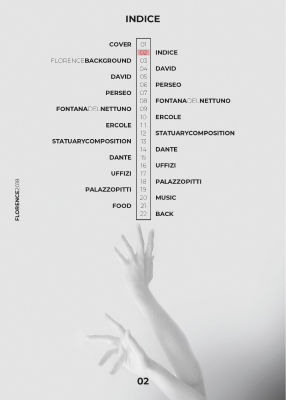 INDICE
COVER 01
02 INDICE
FLORENCEBACKGROUND 03
04 DAVID
DAVID 05
06 PERSEO
PERSEO 07
08 FONTANADELNETTUNO
FONTANADELNETTUNO 09
10 ERCOLE
ERCOLE 11
12 STATUARYCOMPOSITION
STATUARYCOMPOSITION 13
14 DANTE
DANTE 15
16 UFFIZI
UFFIZI 17
18 PALAZZOPITTI
PALAZZOPITTI 19
20 MUSIC
FOOD 21
22 BACK
FLORENCE2019
02